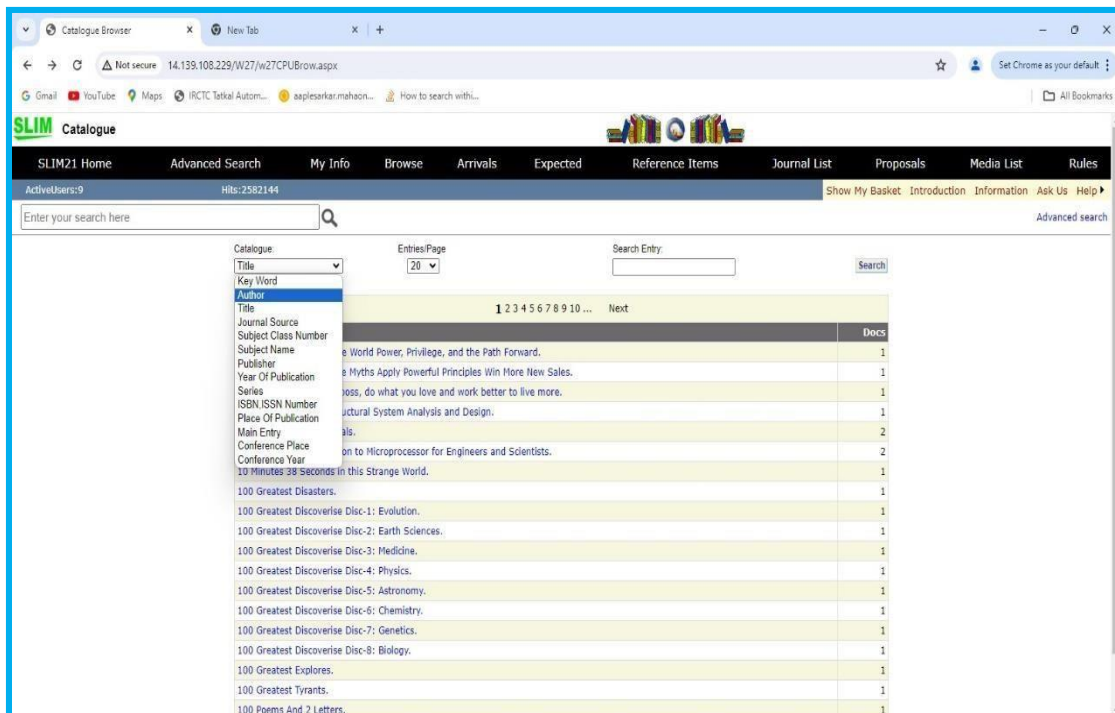 Catalogue Browser New Tab
Not secure 14.139.108.229/W27/w27CPUBrow.aspx Set Chrome as your default
Gmail YouTube Maps IRCTC Tatkal Autom... aaplesarkar.mahaon... How to search withi... All Bookmarks
SLIM Catalogue
SLIM21 Home Advanced Search My Info Browse Arrivals Expected Reference Items Journal List Proposals Media List Rules
ActiveUsers:9 Hits:2582144 Show My Basket Introduction Information Ask Us Help
Enter your search here Advanced search
Catalogue: Entries/Page Search Entry:
Title 20 Search
Key Word
Author
Title 1 2 3 4 5 6 7 8 9 10 ... Next
Journal Source
Subject Class Number Docs
Subject Name e World Power, Privilege, and the Path Forward. 1
Publisher
Year Of Publication e Myths Apply Powerful Principles Win More New Sales. 1
Series boss, do what you love and work better to live more. 1
ISBN,ISSN Number
Place Of Publication uctural System Analysis and Design. 1
Main Entry als. 2
Conference Place on to Microprocessor for Engineers and Scientists. 2
Conference Year
10 Minutes 38 Seconds in this Strange World. 1
100 Greatest Disasters. 1
100 Greatest Discoverise Disc-1: Evolution. 1
100 Greatest Discoverise Disc-2: Earth Sciences. 1
100 Greatest Discoverise Disc-3: Medicine. 1
100 Greatest Discoverise Disc-4: Physics. 1
100 Greatest Discoverise Disc-5: Astronomy. 1
100 Greatest Discoverise Disc-6: Chemistry. 1
100 Greatest Discoverise Disc-7: Genetics. 1
100 Greatest Discoverise Disc-8: Biology. 1
100 Greatest Explores. 1
100 Greatest Tyrants. 1
100 Poems And 2 Letters. 1